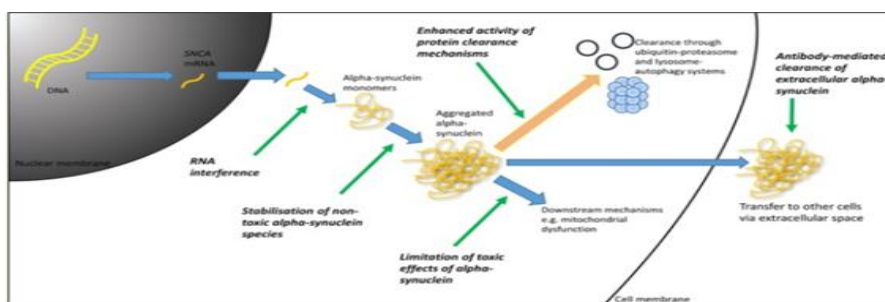 DNA
SNCA
mRNA
Nuclear membrane
Alpha-synuclein
monomers
RNA
interference
Stabilisation of non-
toxic alpha-synuclein
species
Aggregated
alpha-
synuclein
Enhanced activity of
protein clearance
mechanisms
Clearance through
ubiquitin-proteasome
and lysosome-
autophagy systems
Downstream mechanisms
e.g. mitochondrial
dysfunction
Limitation of toxic
effects of alpha-
synuclein
Antibody-mediated
clearance of
extracellular alpha-
synuclein
Transfer to other cells
via extracellular space
Cell membrane